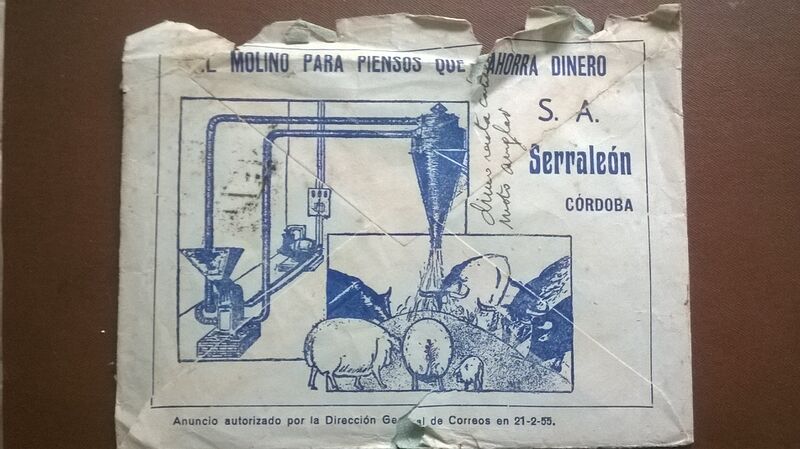 EL MOLINO PARA PIENSOS QUE AHORRA DINERO
S. A.
Serraleón
CÓRDOBA
Anuncio autorizado por la Dirección General de Correos en 21-2-55.